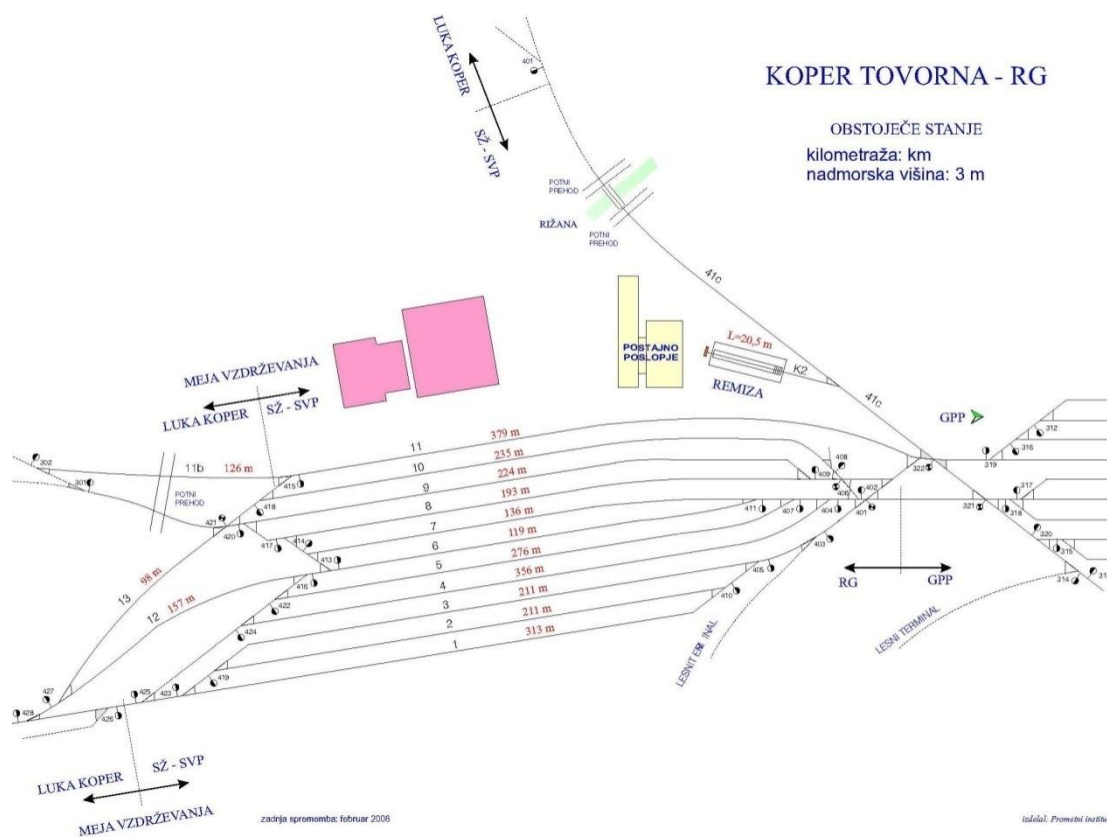 KOPER TOVORNA - RG
OBSTOJEČE STANJE
kilometraža: km
nadmorska višina: 3 m
401
LUKA KOPER
SŽ - SVP
POTNI
PREHOD
RIŽANA
POTNI
PREHOD
41c
L=20,5 m
POSTAJNO
POSLOPJE
K2
REMIZA
41c
MEJA VZDRŽEVANJA
LUKA KOPER
SŽ - SVP
GPP
312
316
319
302
301
11b
126 m
POTNI
PREHOD
415
418
421
420
417
414
413
416
422
424
419
11
379 m
10
235 m
9
224 m
8
193 m
7
136 m
6
119 m
5
276 m
4
356 m
3
211 m
2
211 m
1
313 m
408
409
406
402
322
411
407
404
401
403
405
410
317
321
318
320
315
314
RG
GPP
LESNI TERMINAL
13
98 m
12
157 m
427
428
425
423
426
LUKA KOPER
SŽ - SVP
MEJA VZDRŽEVANJA
zadnja sprememba: februar 2006
izdelal: Prometni